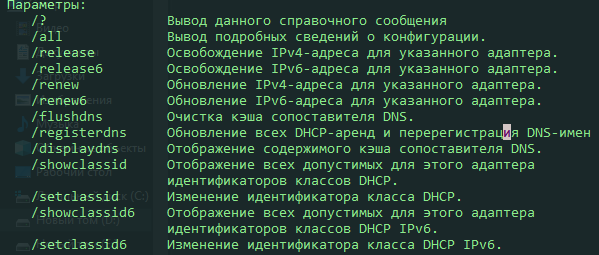 Параметры:
/? Вывод данного справочного сообщения
/all Вывод подробных сведений о конфигурации.
/release Освобождение IPv4-адреса для указанного адаптера.
/release6 Освобождение IPv6-адреса для указанного адаптера.
/renew Обновление IPv4-адреса для указанного адаптера.
/renew6 Обновление IPv6-адреса для указанного адаптера.
/flushdns Очистка кэша сопоставителя DNS.
/registerdns Обновление всех DHCP-аренд и перерегистрация DNS-имен
/displaydns Отображение содержимого кэша сопоставителя DNS.
/showclassid Отображение всех допустимых для этого адаптера
идентификаторов классов DHCP.
/setclassid Изменение идентификатора класса DHCP.
/showclassid6 Отображение всех допустимых для этого адаптера
идентификаторов классов DHCP IPv6.
/setclassid6 Изменение идентификатора класса DHCP IPv6.